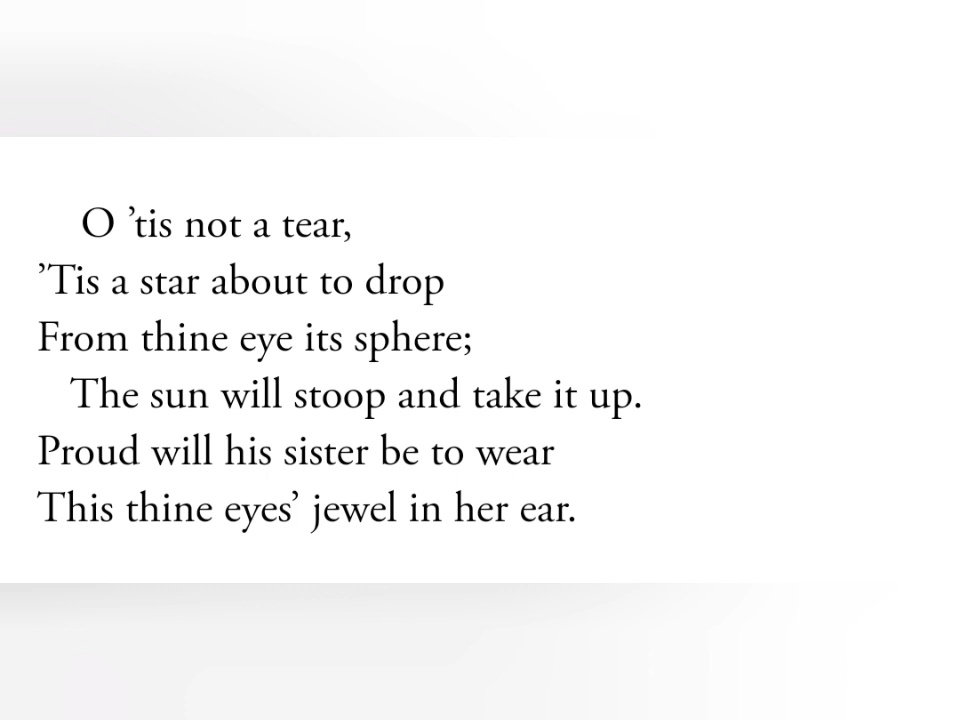 O ’tis not a tear,
’Tis a star about to drop
From thine eye its sphere;
The sun will stoop and take it up.
Proud will his sister be to wear
This thine eyes’ jewel in her ear.